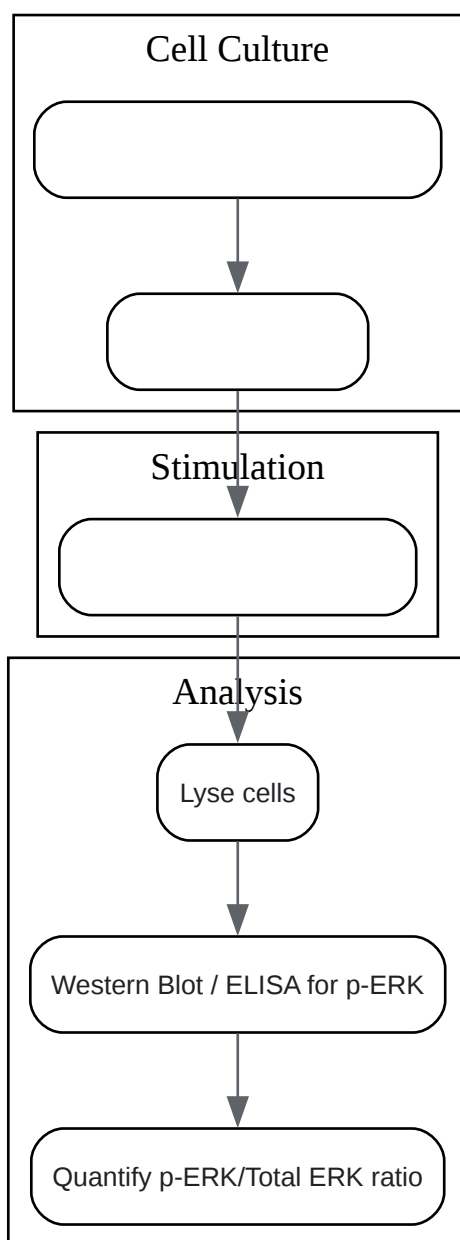 Cell Culture
Stimulation
Analysis
Lyse cells
Western Blot / ELISA for p-ERK
Quantify p-ERK/Total ERK ratio